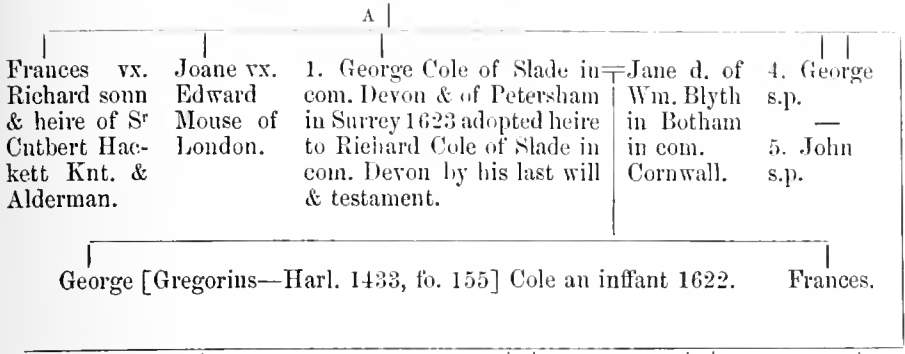 A
Frances vx.
Richard sonn
& heire of Sr
Cutbert Hac-
kett Knt. &
Alderman.
Joane vx.
Edward
Mouse of
London.
1. George Cole of Slade in
com. Devon & of Petersham
in Surrey 1623 adopted heire
to Richard Cole of Slade in
com. Devon by his last will
& testament.
Jane d. of
Wm. Blyth
in Botham
in com.
Cornwall.
4. George
s.p.
—
5. John
s.p.
George [Gregorius—Harl. 1433, fo. 155] Cole an inffant 1622.
Frances.